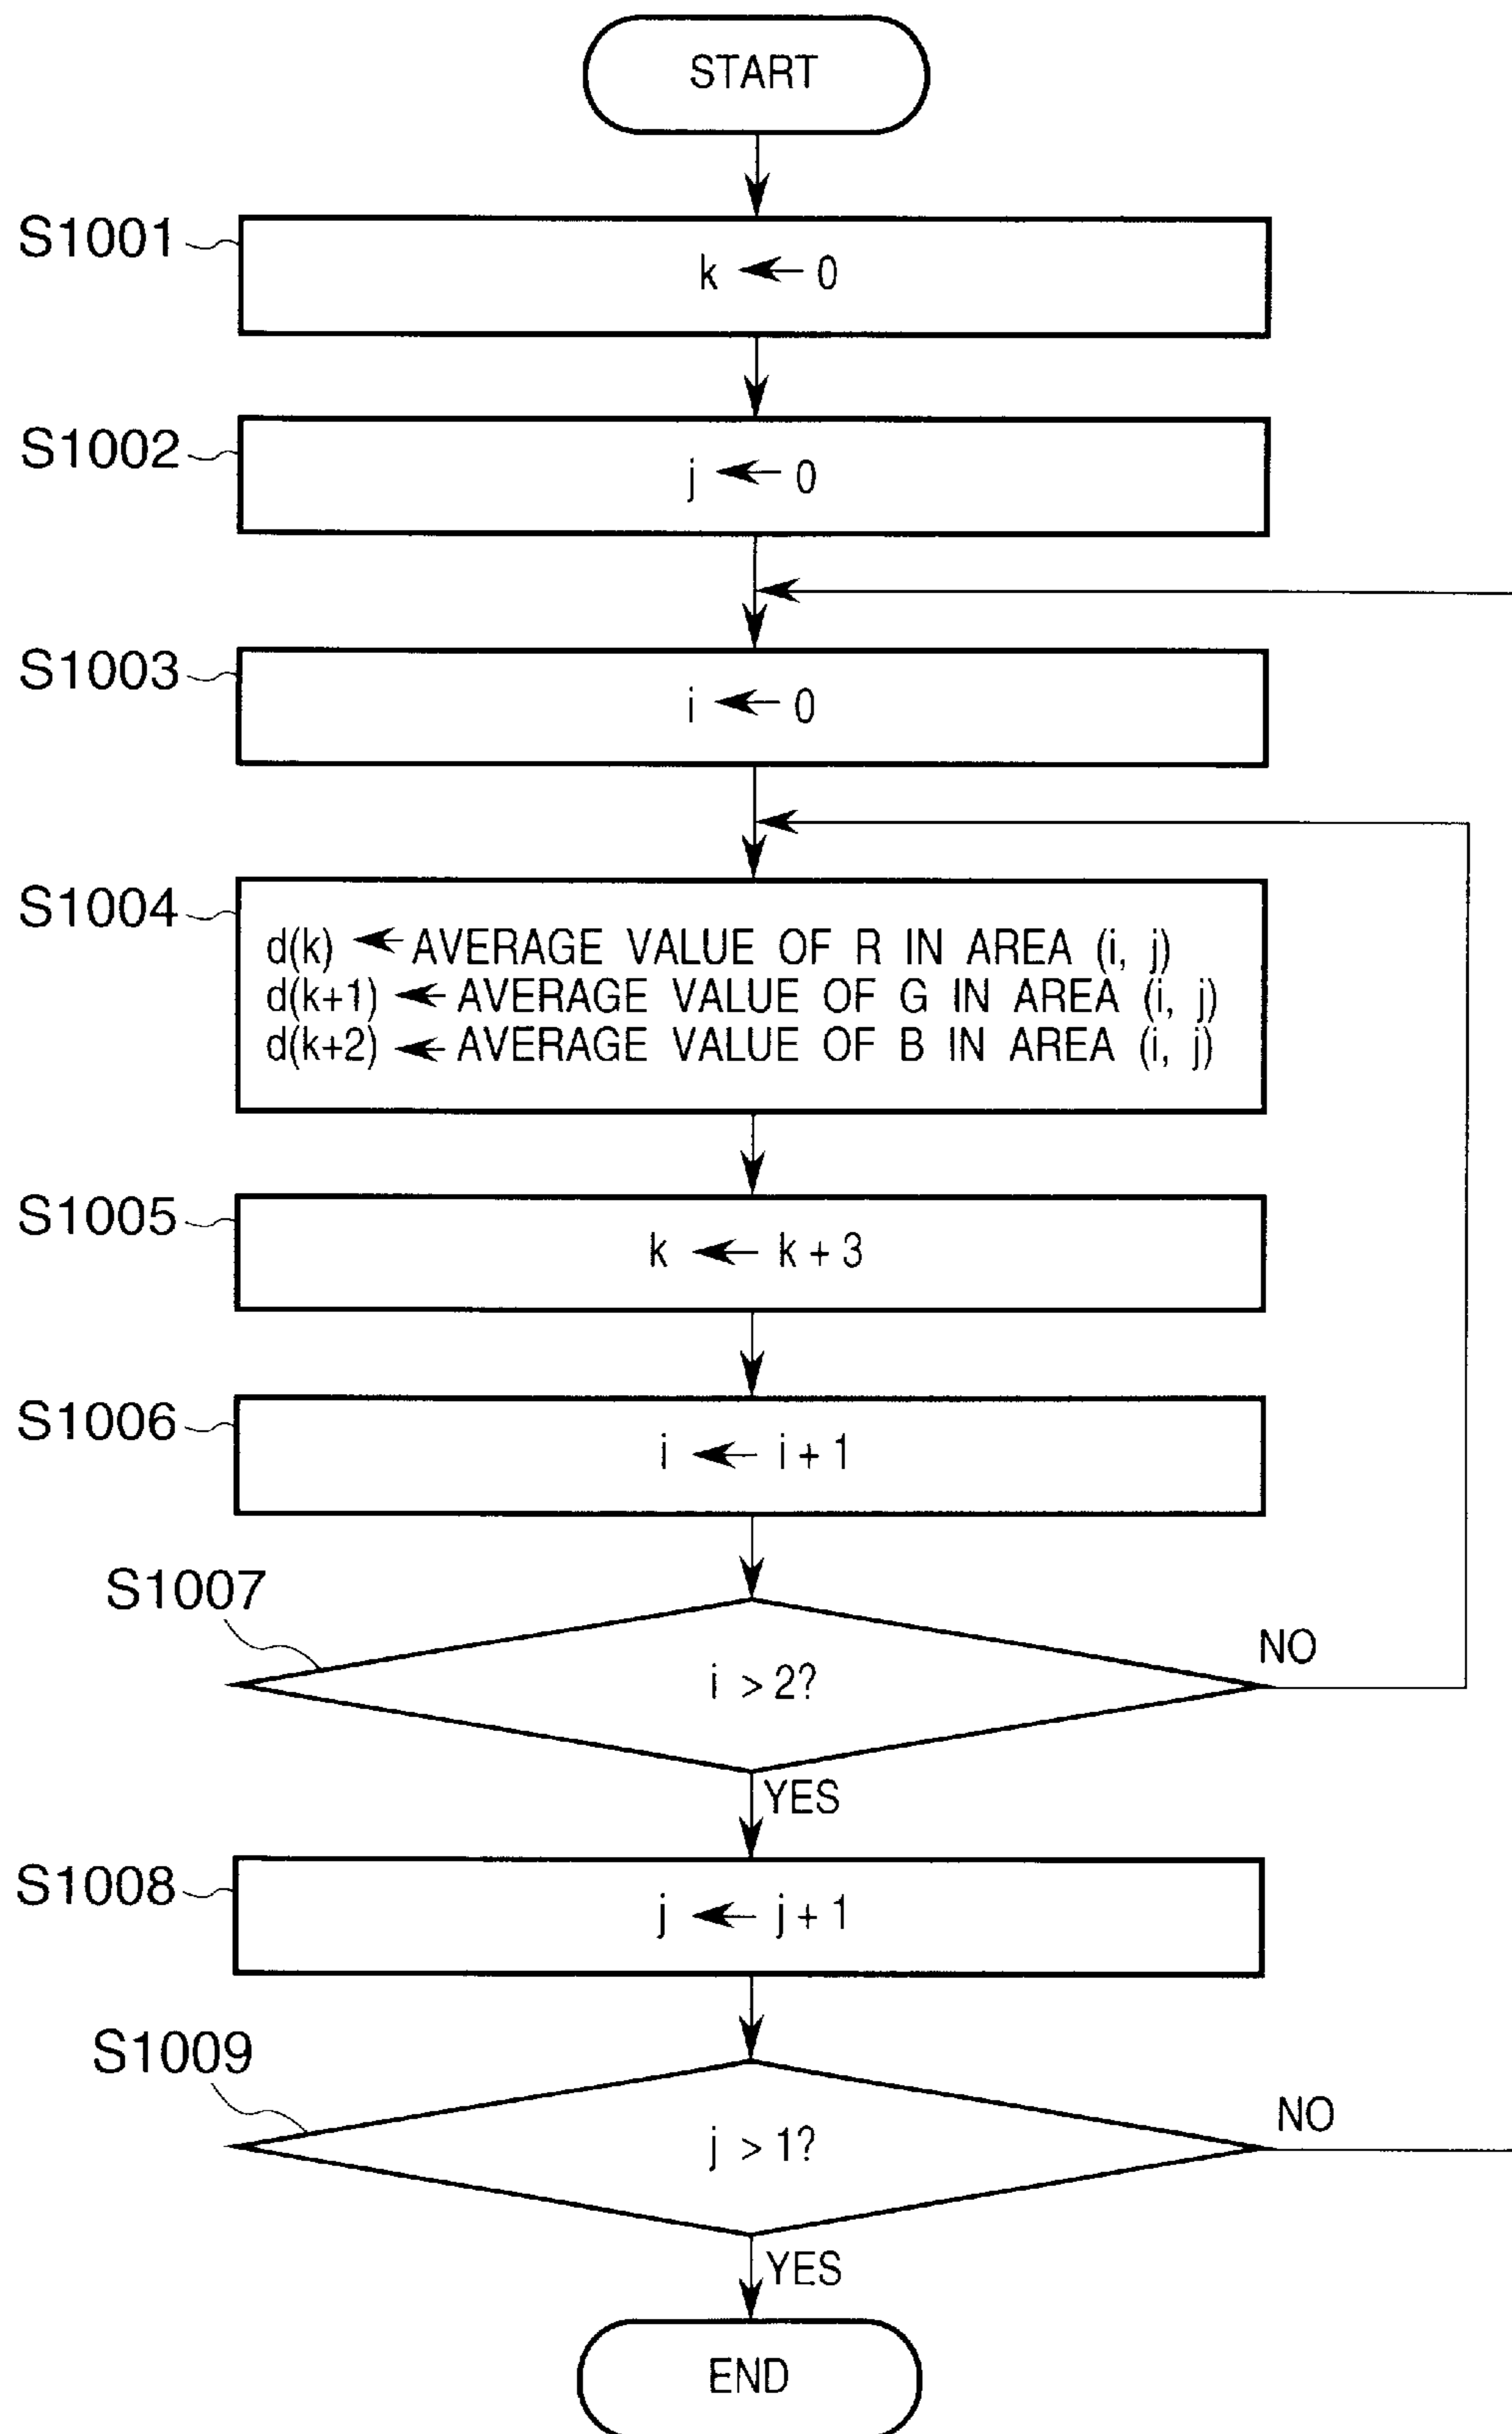 START
S1001
k ← 0
S1002
j ← 0
S1003
i ← 0
S1004
d(k) ← AVERAGE VALUE OF R IN AREA (i, j)
d(k+1) ← AVERAGE VALUE OF G IN AREA (i, j)
d(k+2) ← AVERAGE VALUE OF B IN AREA (i, j)
S1005
k ← k + 3
S1006
i ← i + 1
S1007
i > 2?
NO
YES
S1008
j ← j + 1
S1009
j > 1?
NO
YES
END